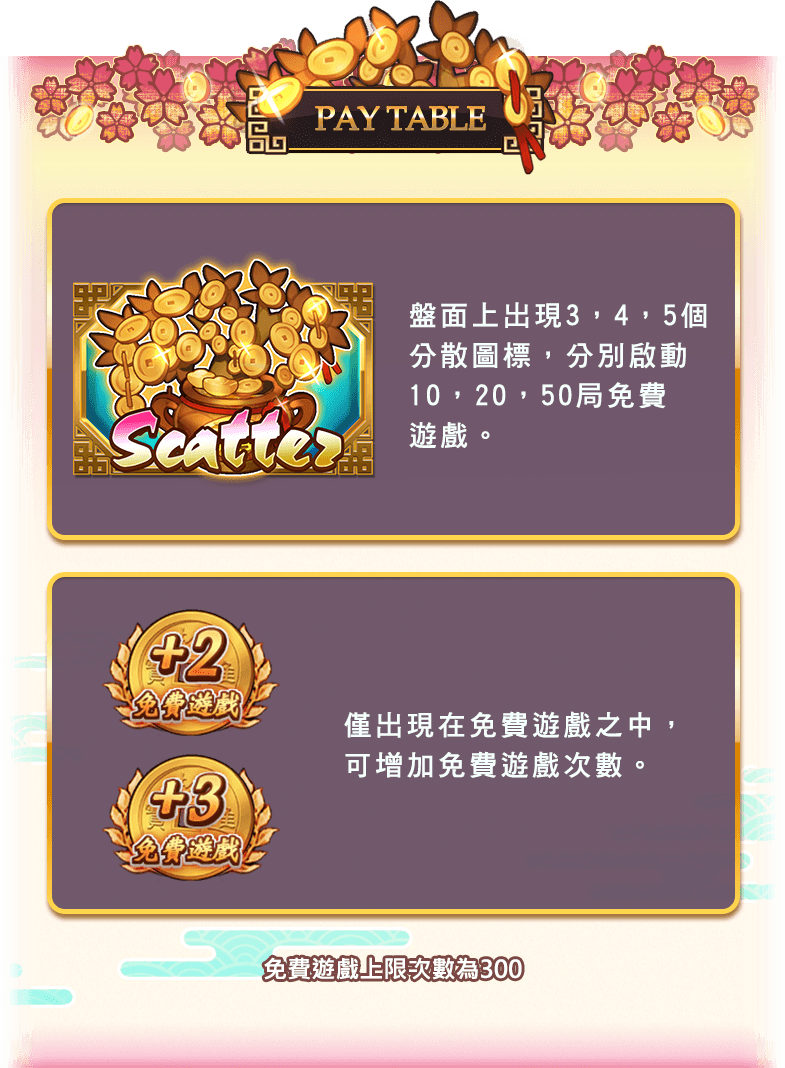 PAY TABLE
盤面上出現3，4，5個
分散圖標，分別啟動
10，20，50局免費
遊戲。
Scatter
+2
免費遊戲
+3
免費遊戲
僅出現在免費遊戲之中，
可增加免費遊戲次數。
免費遊戲上限次數為300